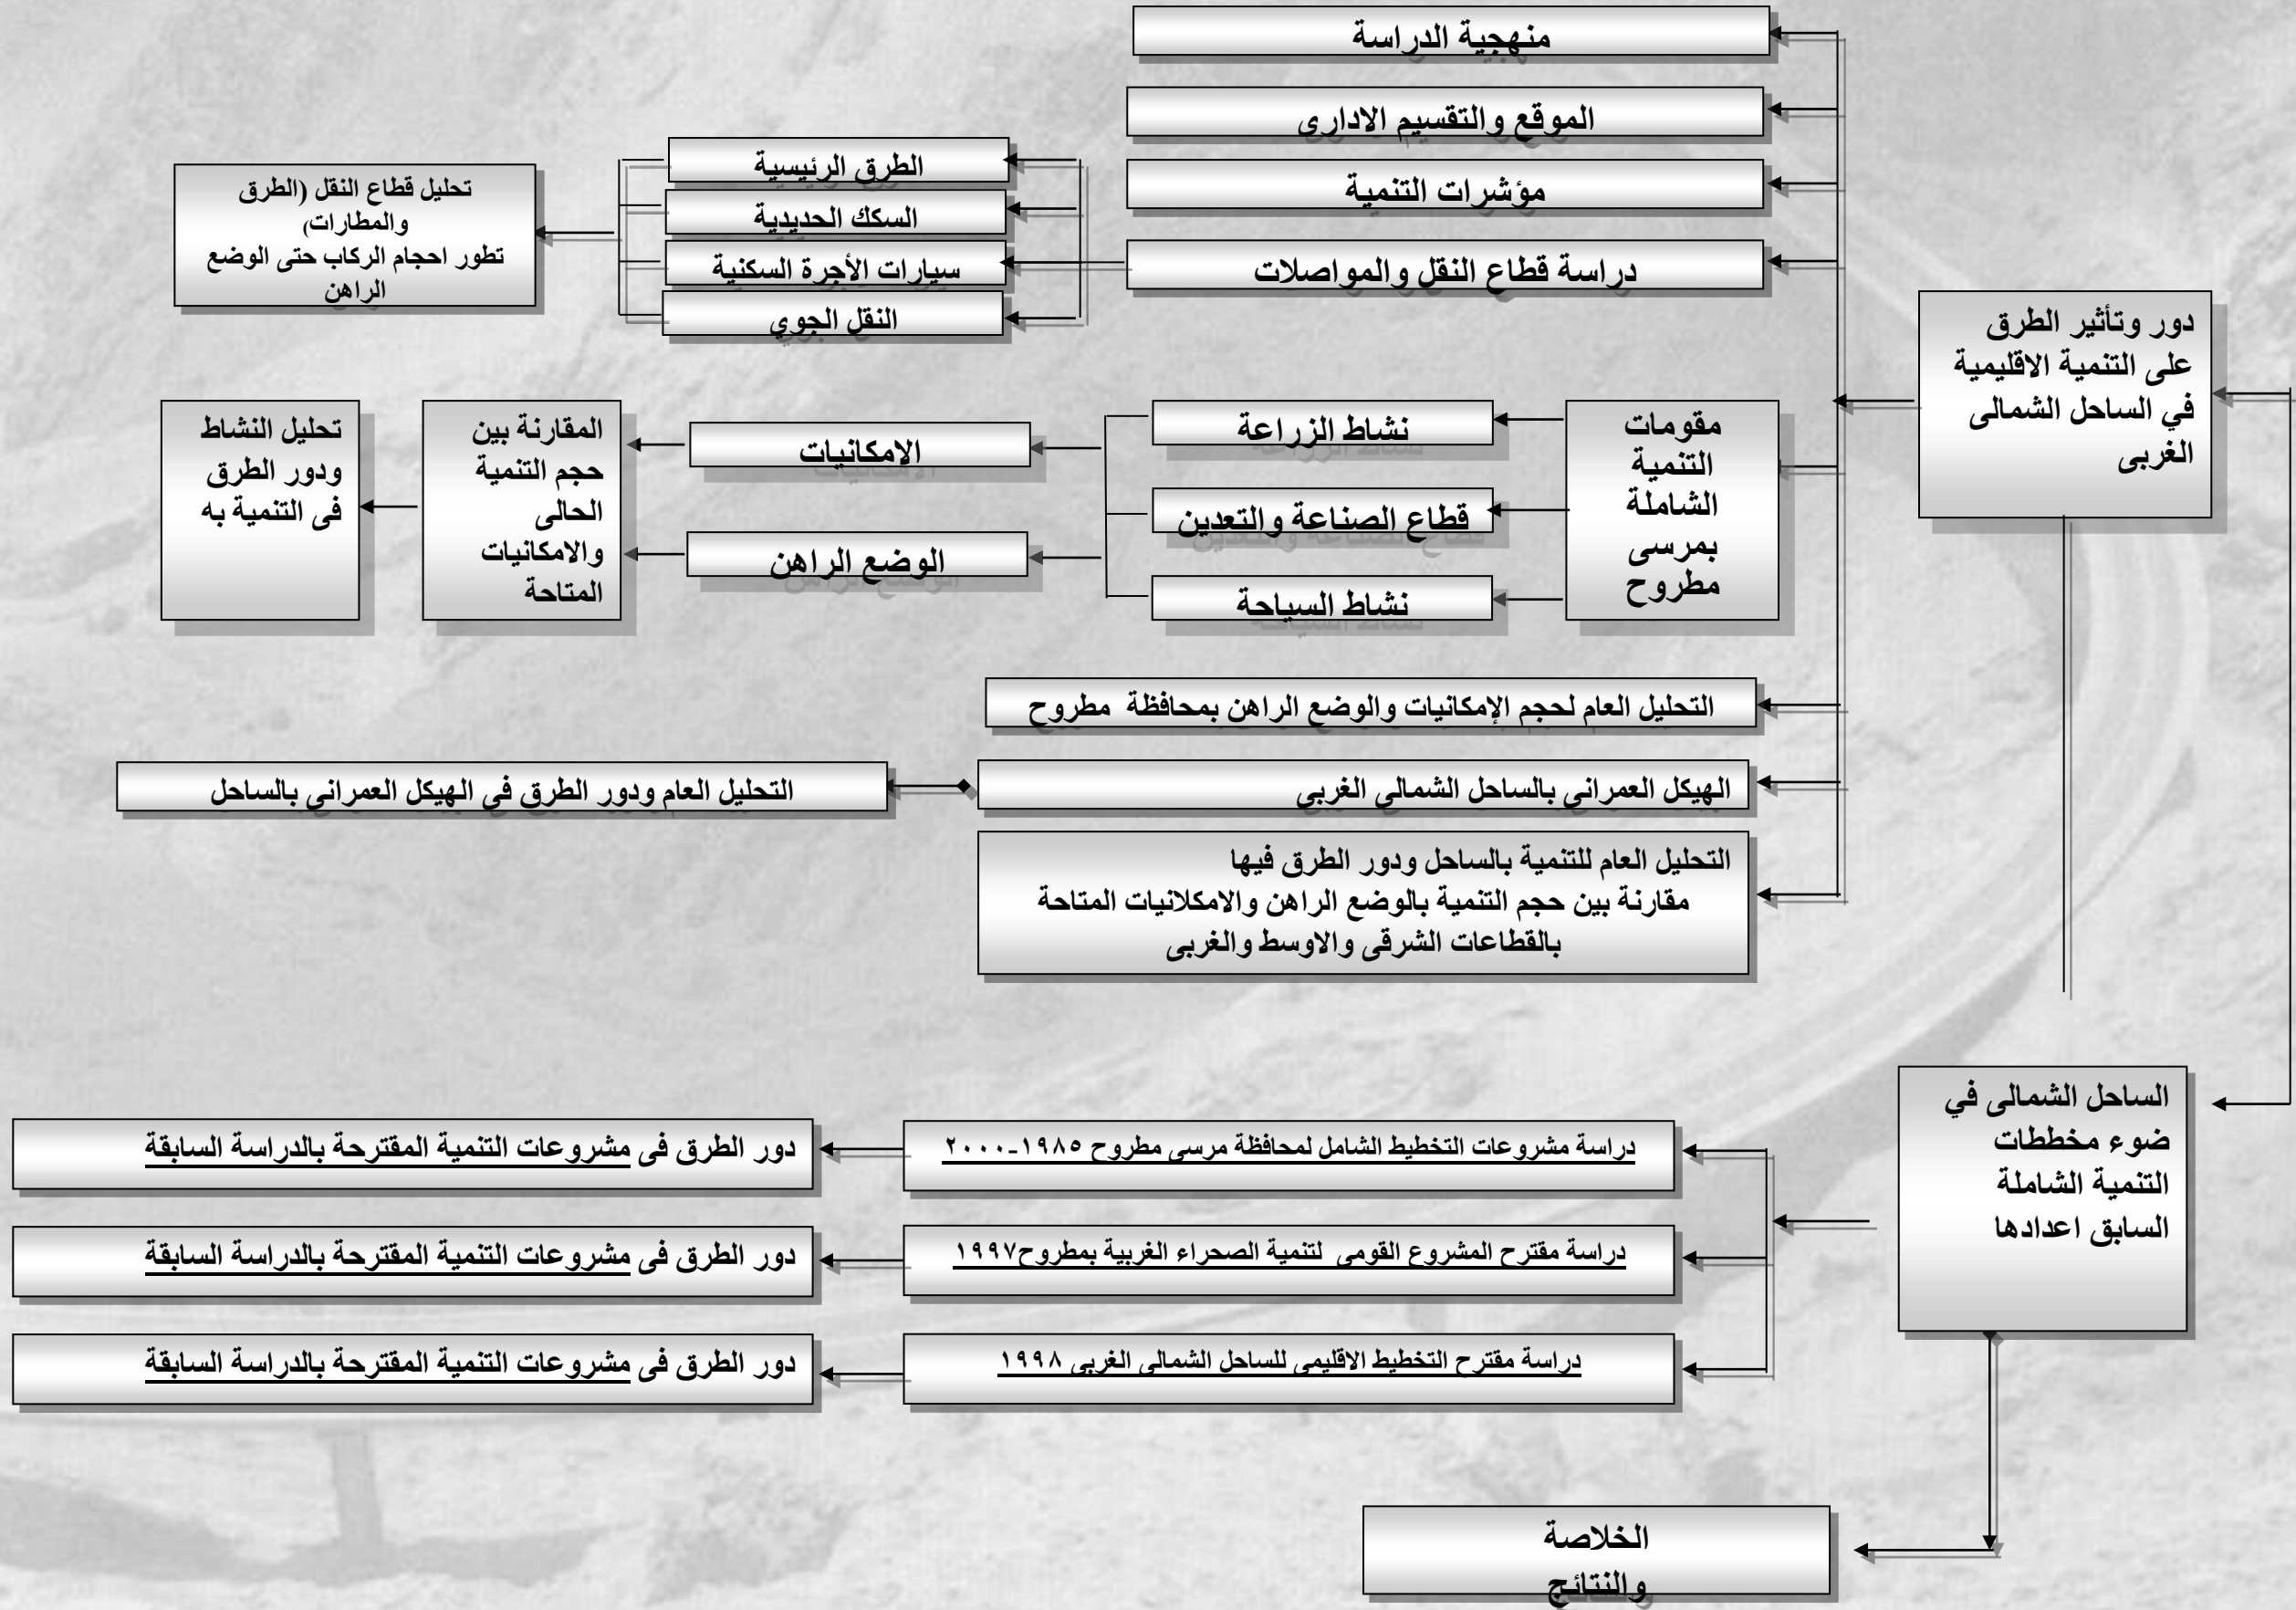 دور وتأثير الطرق
على التنمية الاقليمية
في الساحل الشمالى
الغربى
منهجية الدراسة
الموقع والتقسيم الادارى
مؤشرات التنمية
دراسة قطاع النقل والمواصلات
الطرق الرئيسية
السكك الحديدية
سيارات الأجرة السكنية
النقل الجوي
تحليل قطاع النقل (الطرق
والمطارات)
تطور احجام الركاب حتى الوضع
الراهن
مقومات
التنمية
الشاملة
بمرسى
مطروح
نشاط الزراعة
قطاع الصناعة والتعدين
نشاط السياحة
الامكانيات
الوضع الراهن
المقارنة بين
حجم التنمية
الحالى
والامكانيات
المتاحة
تحليل النشاط
ودور الطرق
فى التنمية به
التحليل العام لحجم الإمكانيات والوضع الراهن بمحافظة مطروح
الهيكل العمرانى بالساحل الشمالى الغربى
التحليل العام ودور الطرق فى الهيكل العمرانى بالساحل
التحليل العام للتنمية بالساحل ودور الطرق فيها
مقارنة بين حجم التنمية بالوضع الراهن والامكلانيات المتاحة
بالقطاعات الشرقى والاوسط والغربى
الساحل الشمالى في
ضوء مخططات
التنمية الشاملة
السابق اعدادها
دراسة مشروعات التخطيط الشامل لمحافظة مرسى مطروح ١٩٨٥-٢٠٠٠
دور الطرق فى مشروعات التنمية المقترحة بالدراسة السابقة
دراسة مقترح المشروع القومى لتنمية الصحراء الغربية بمطروح١٩٩٧
دور الطرق فى مشروعات التنمية المقترحة بالدراسة السابقة
دراسة مقترح التخطيط الاقليمى للساحل الشمالى الغربى ١٩٩٨
دور الطرق فى مشروعات التنمية المقترحة بالدراسة السابقة
الخلاصة
والنتائج